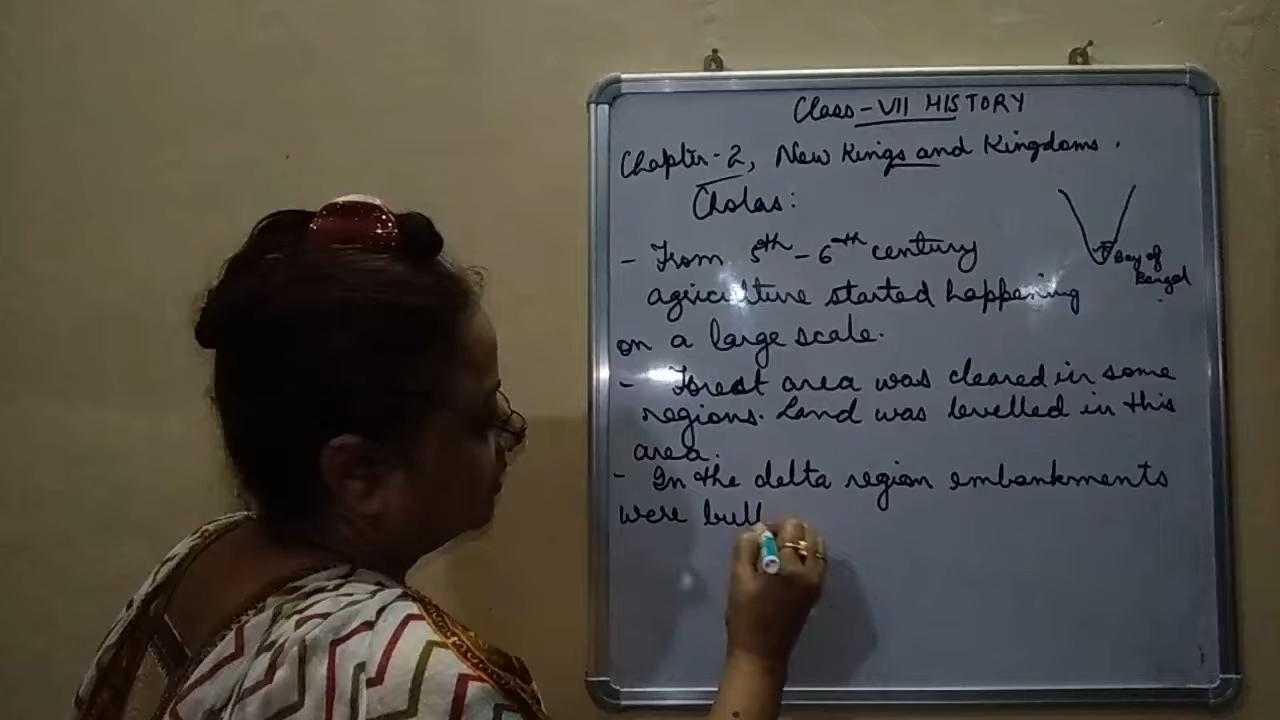 Class-VII HISTORY
Chapter-2, New Kings and Kingdoms.
Cholas:
- From 5th - 6th century
agriculture started happening
on a large scale.
- Forest area was cleared in some
regions. Land was levelled in this
area.
- In the delta region embankments
were buil
Bay of
Bengal